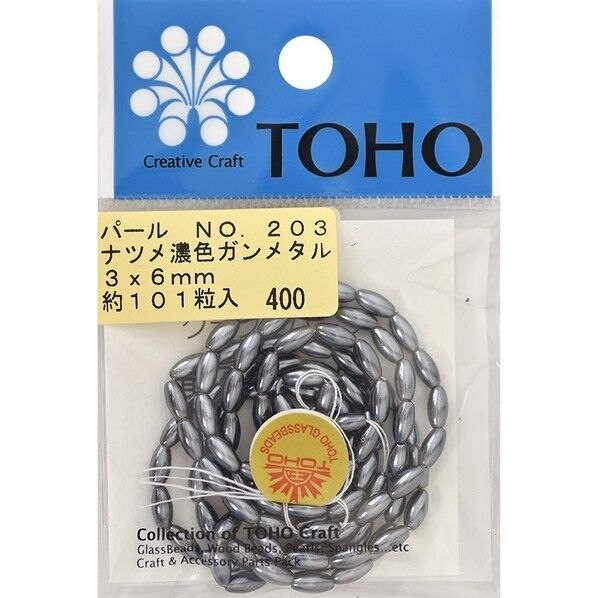 Creative Craft
TOHO
パール NO. 203
ナツメ濃色ガンメタル
3x6mm
約101粒入 400
TOHO GLASSBEADS
TOHO
Collection of TOHO Craft
GlassBeads, Wood Beads, Pearls, Spangles...etc
Craft & Accessory Parts Pack